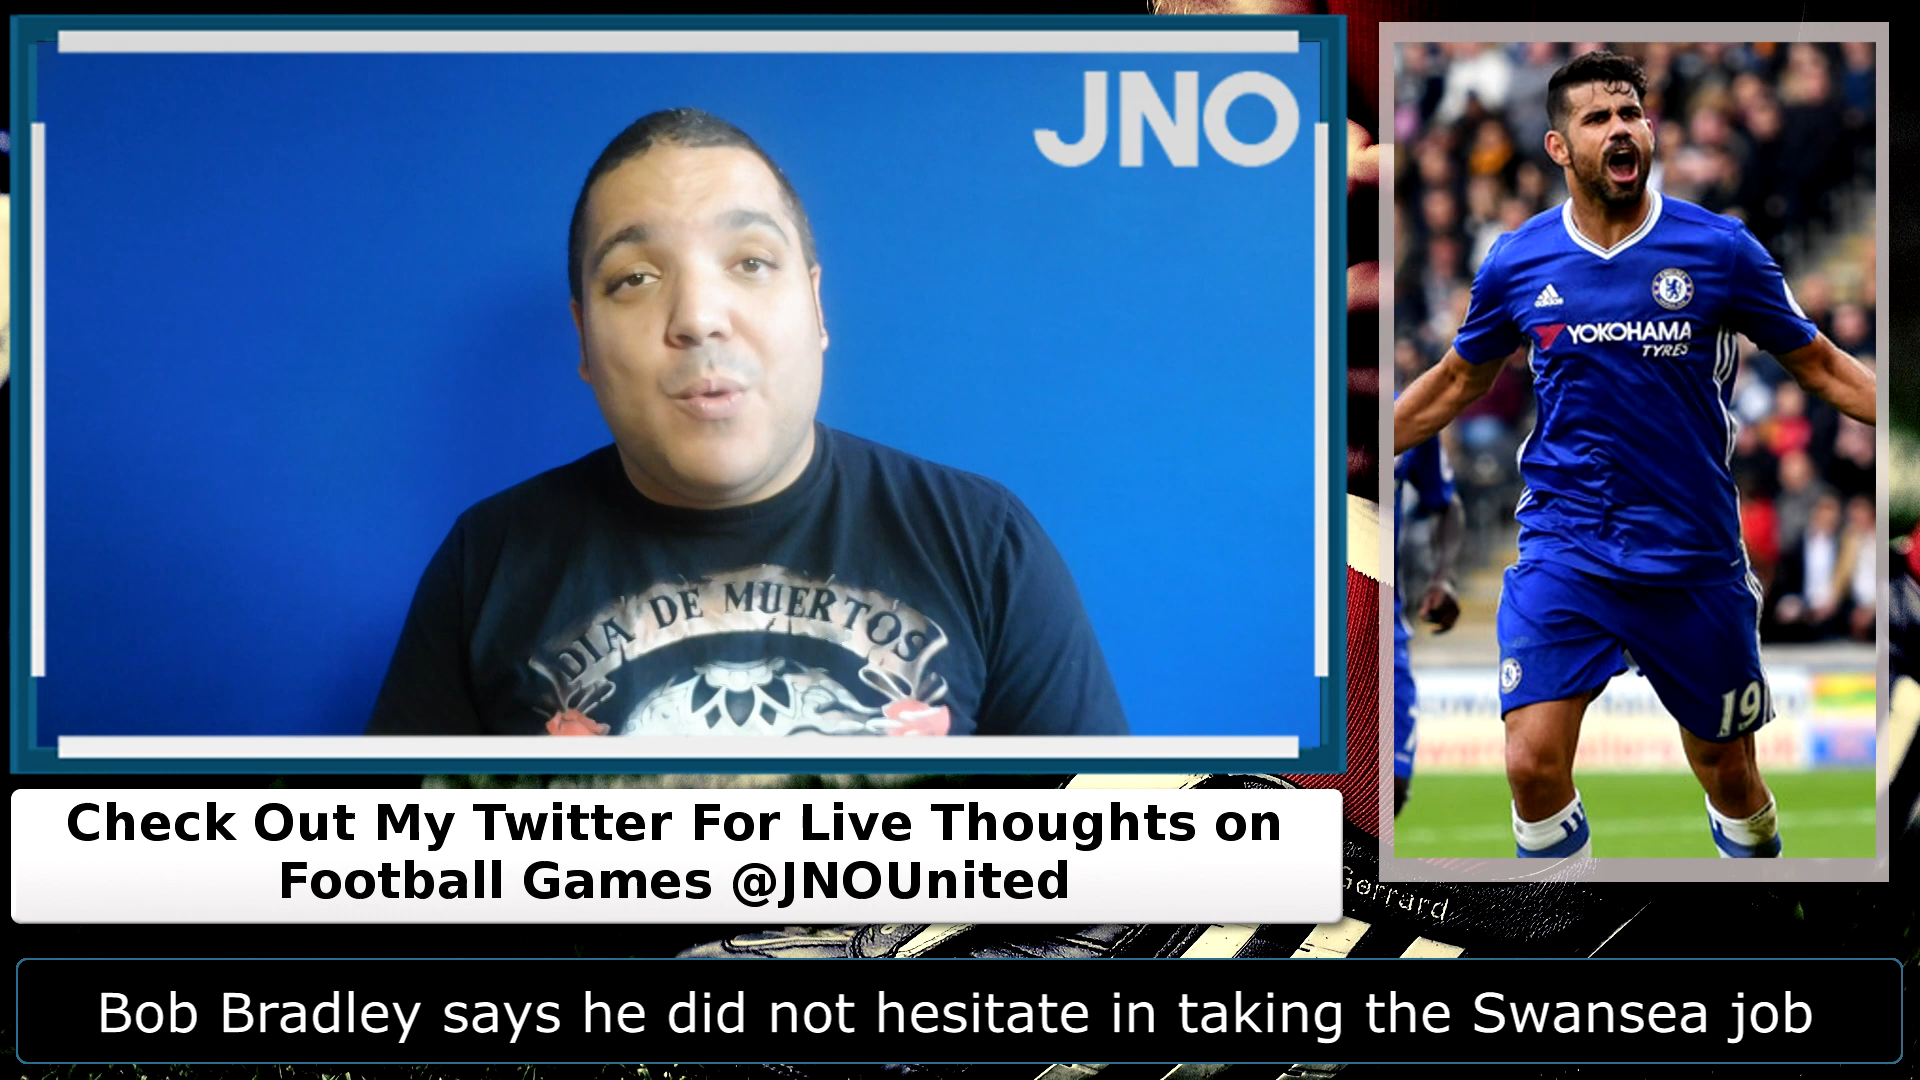 JNO
DIA DE MUERTOS
adidas
YOKOHAMA
TYRES
19
Check Out My Twitter For Live Thoughts on
Football Games @JNOUnited
Gerrard
Bob Bradley says he did not hesitate in taking the Swansea job